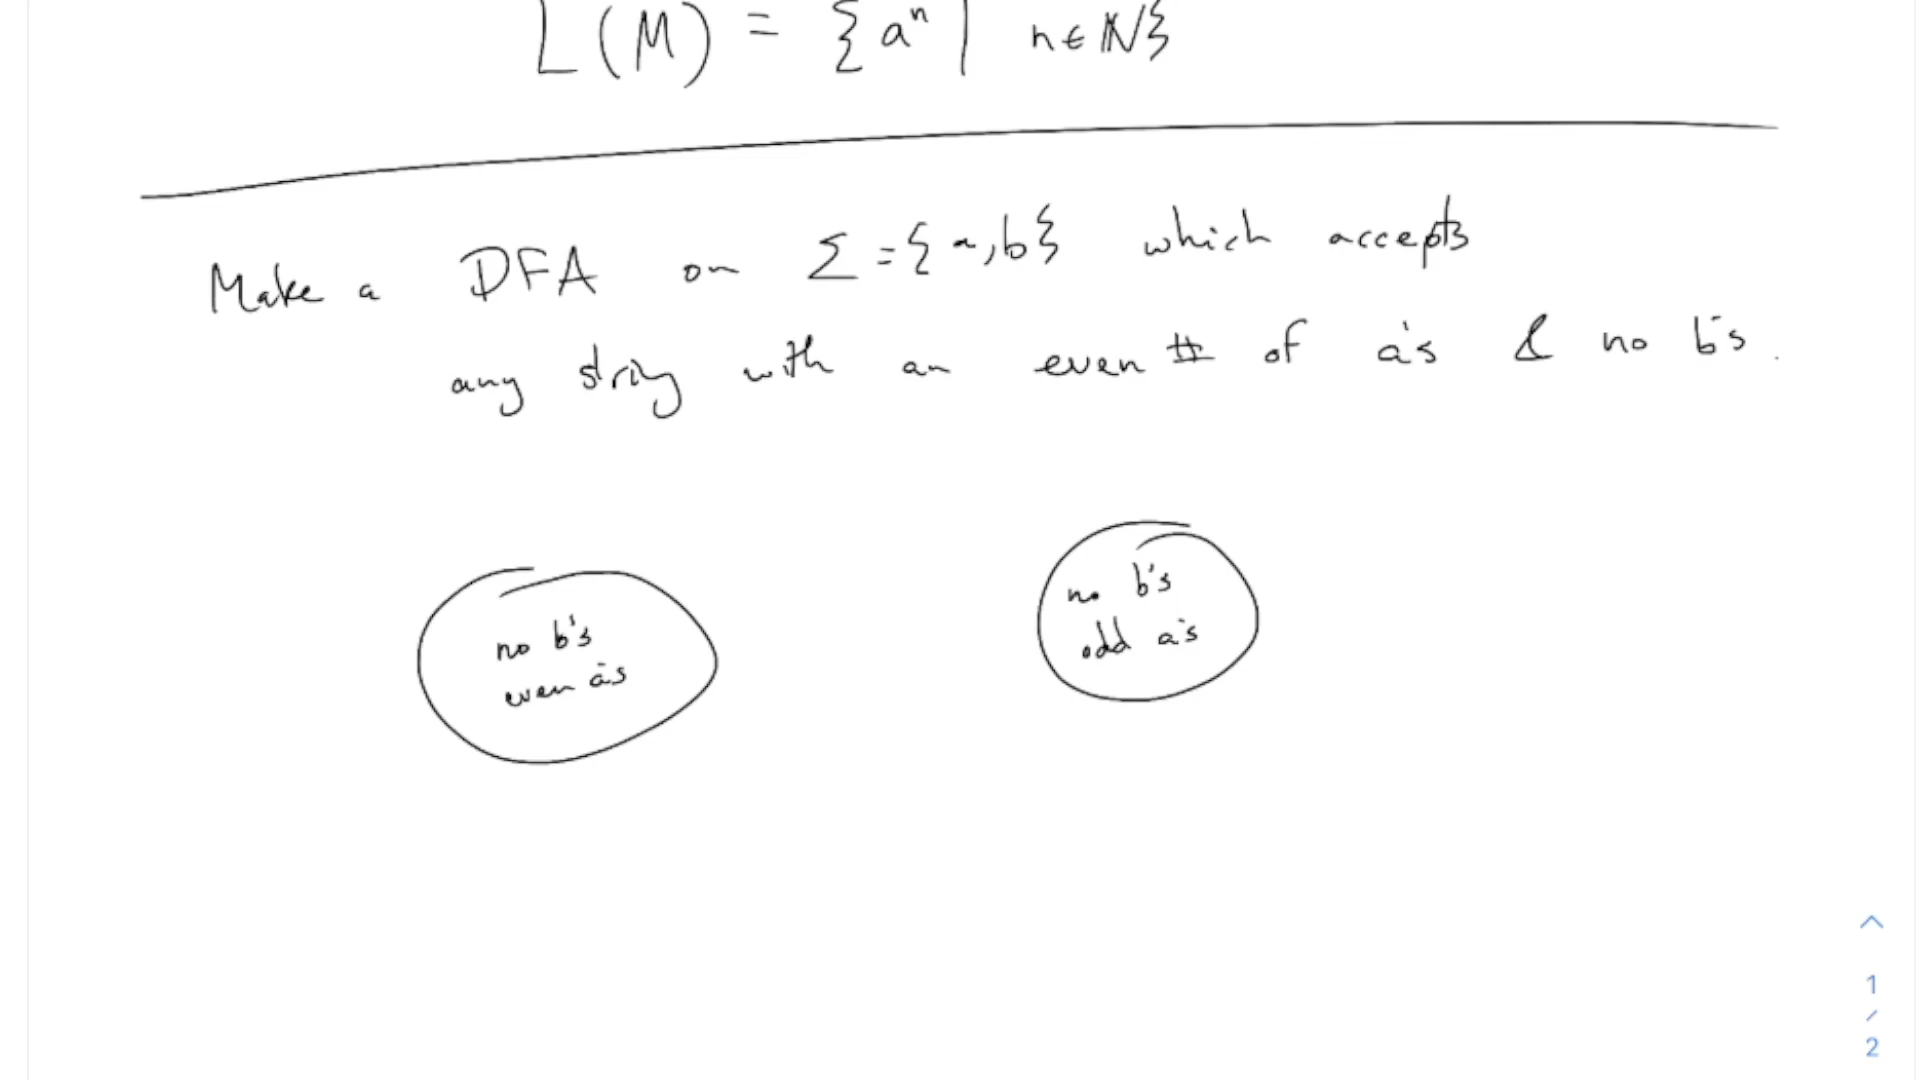 L(M) = {aⁿ | n ∈ ℕ}
Make a DFA on Σ = {a,b} which accepts
any string with an even # of a's & no b's.
no b's
even a's
no b's
odd a's
1
/
2